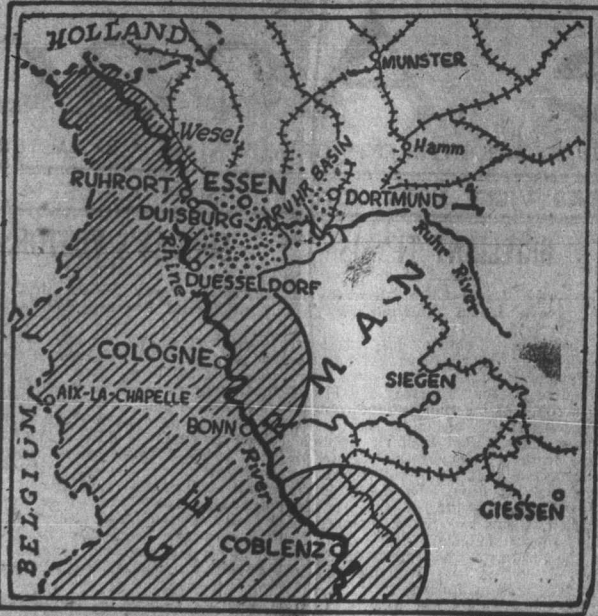 HOLLAND
MUNSTER
Wesel
Hamm
RUHR BASIN
RUHRORT
ESSEN
DORTMUND
DUISBURG
Ruhr River
Rhine
DUESSELDORF
COLOGNE
SIEGEN
AIX-LA-CHAPELLE
BONN
River
BELGIUM
GERMANY
GIESSEN
COBLENZ